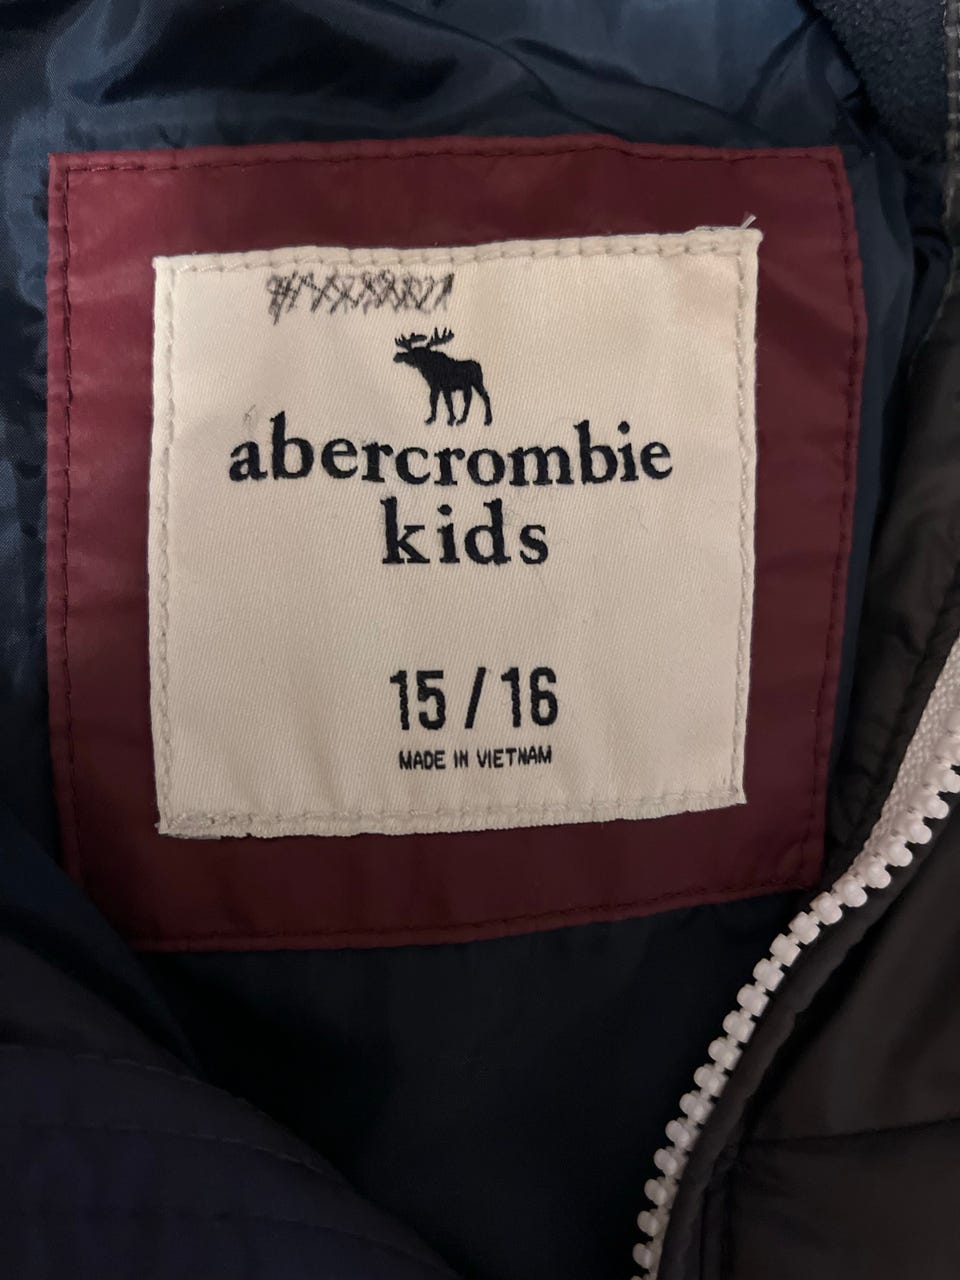 abercrombie
kids
15 / 16
MADE IN VIETNAM